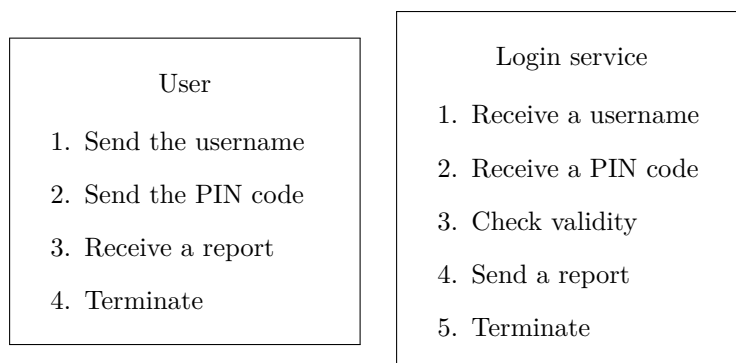 User
1. Send the username
2. Send the PIN code
3. Receive a report
4. Terminate
Login service
1. Receive a username
2. Receive a PIN code
3. Check validity
4. Send a report
5. Terminate